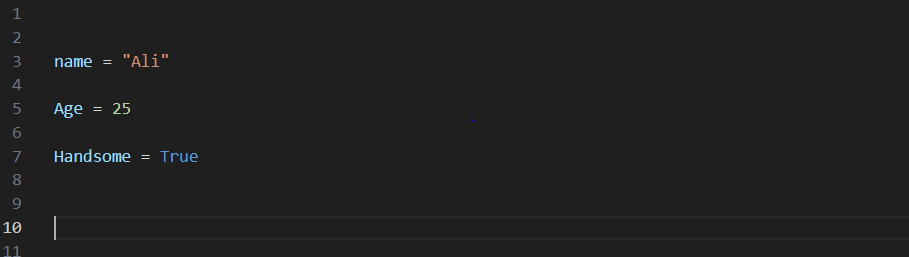 1
2
3 name = "Ali"
4
5 Age = 25
6
7 Handsome = True
8
9
10
11